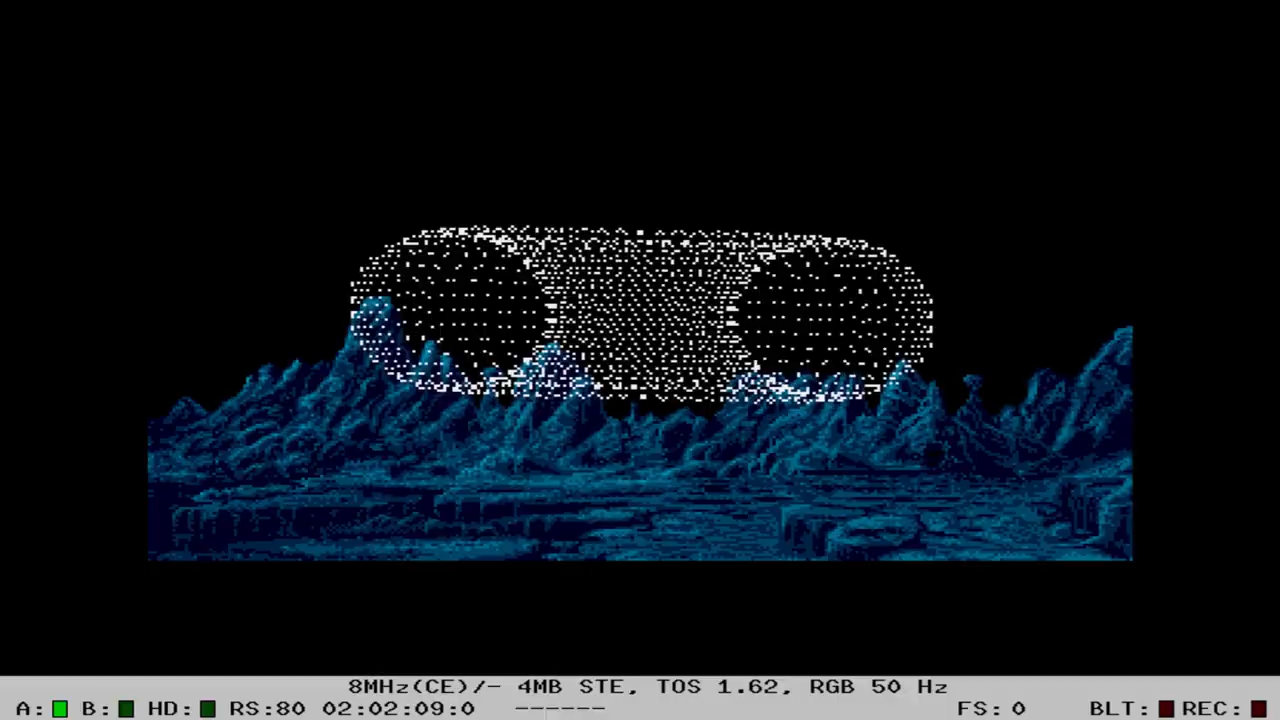 8MHz(CE)/- 4MB STE, TOS 1.62, RGB 50 Hz
A: B: HD: RS:80 02:02:09:0 ------ FS: 0 BLT: REC: